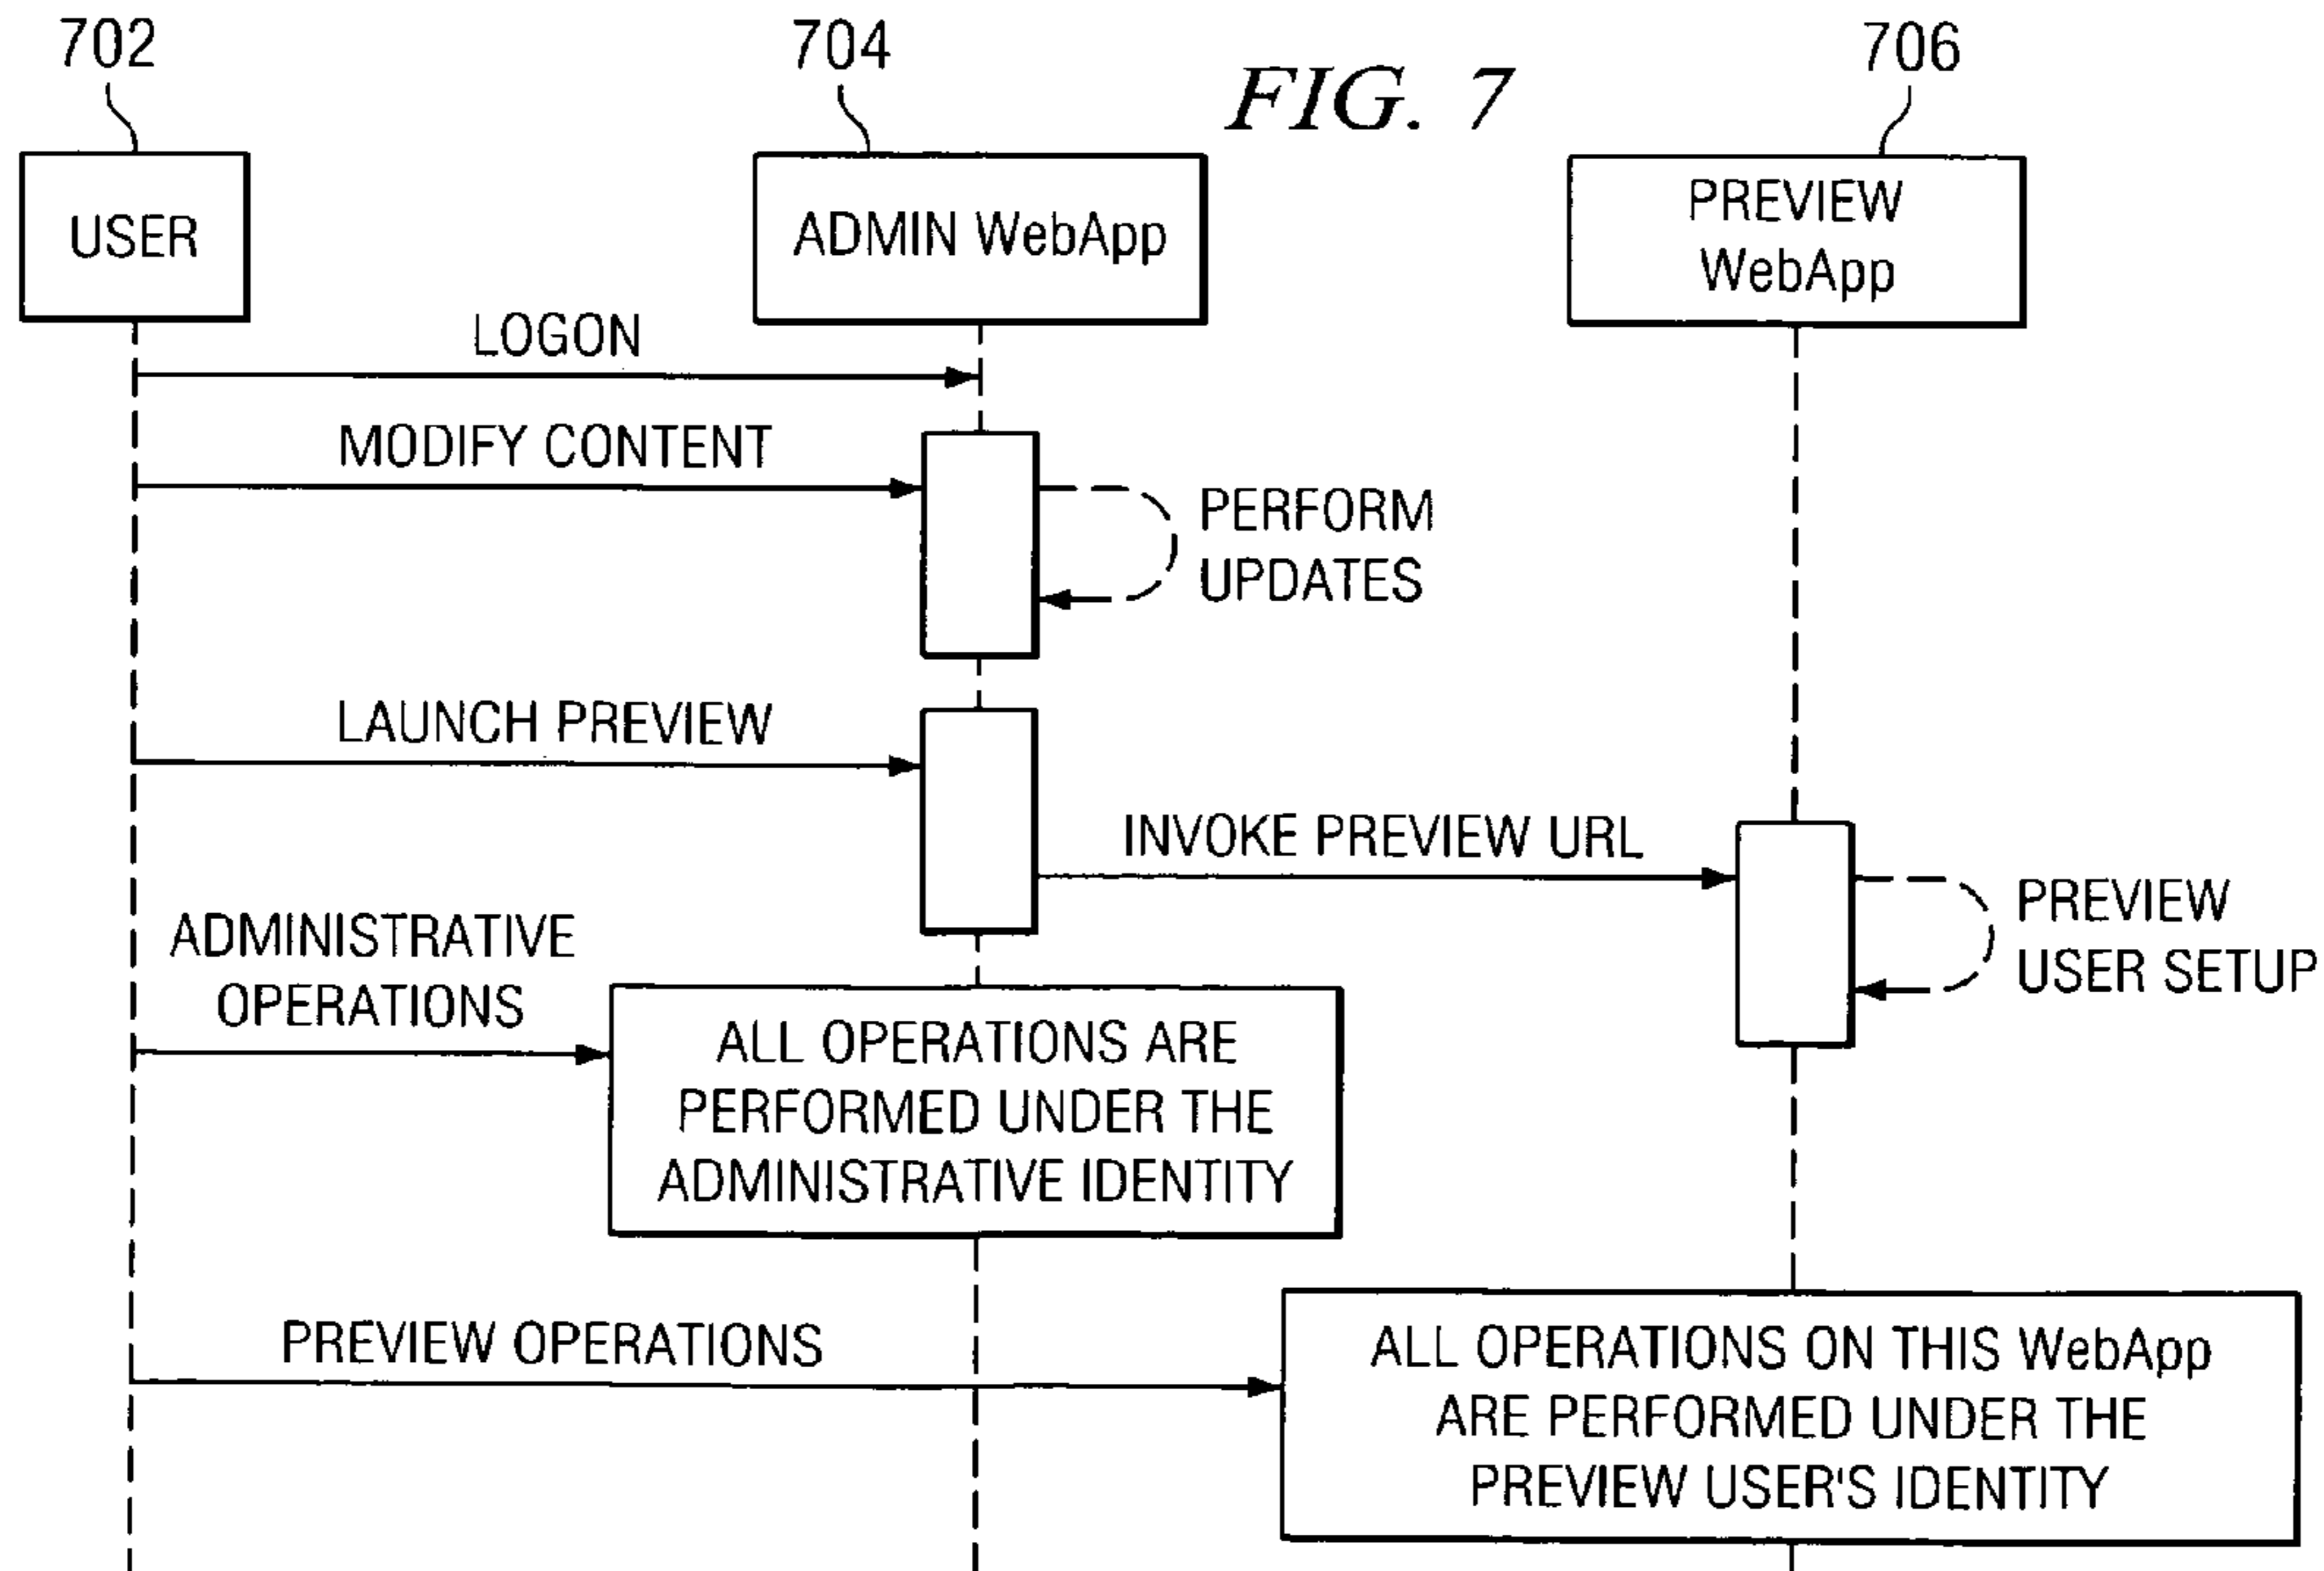 702
704
FIG. 7
706
USER
ADMIN WebApp
PREVIEW
WebApp
LOGON
MODIFY CONTENT
PERFORM
UPDATES
LAUNCH PREVIEW
INVOKE PREVIEW URL
PREVIEW
USER SETUP
ADMINISTRATIVE
OPERATIONS
ALL OPERATIONS ARE
PERFORMED UNDER THE
ADMINISTRATIVE IDENTITY
PREVIEW OPERATIONS
ALL OPERATIONS ON THIS WebApp
ARE PERFORMED UNDER THE
PREVIEW USER'S IDENTITY